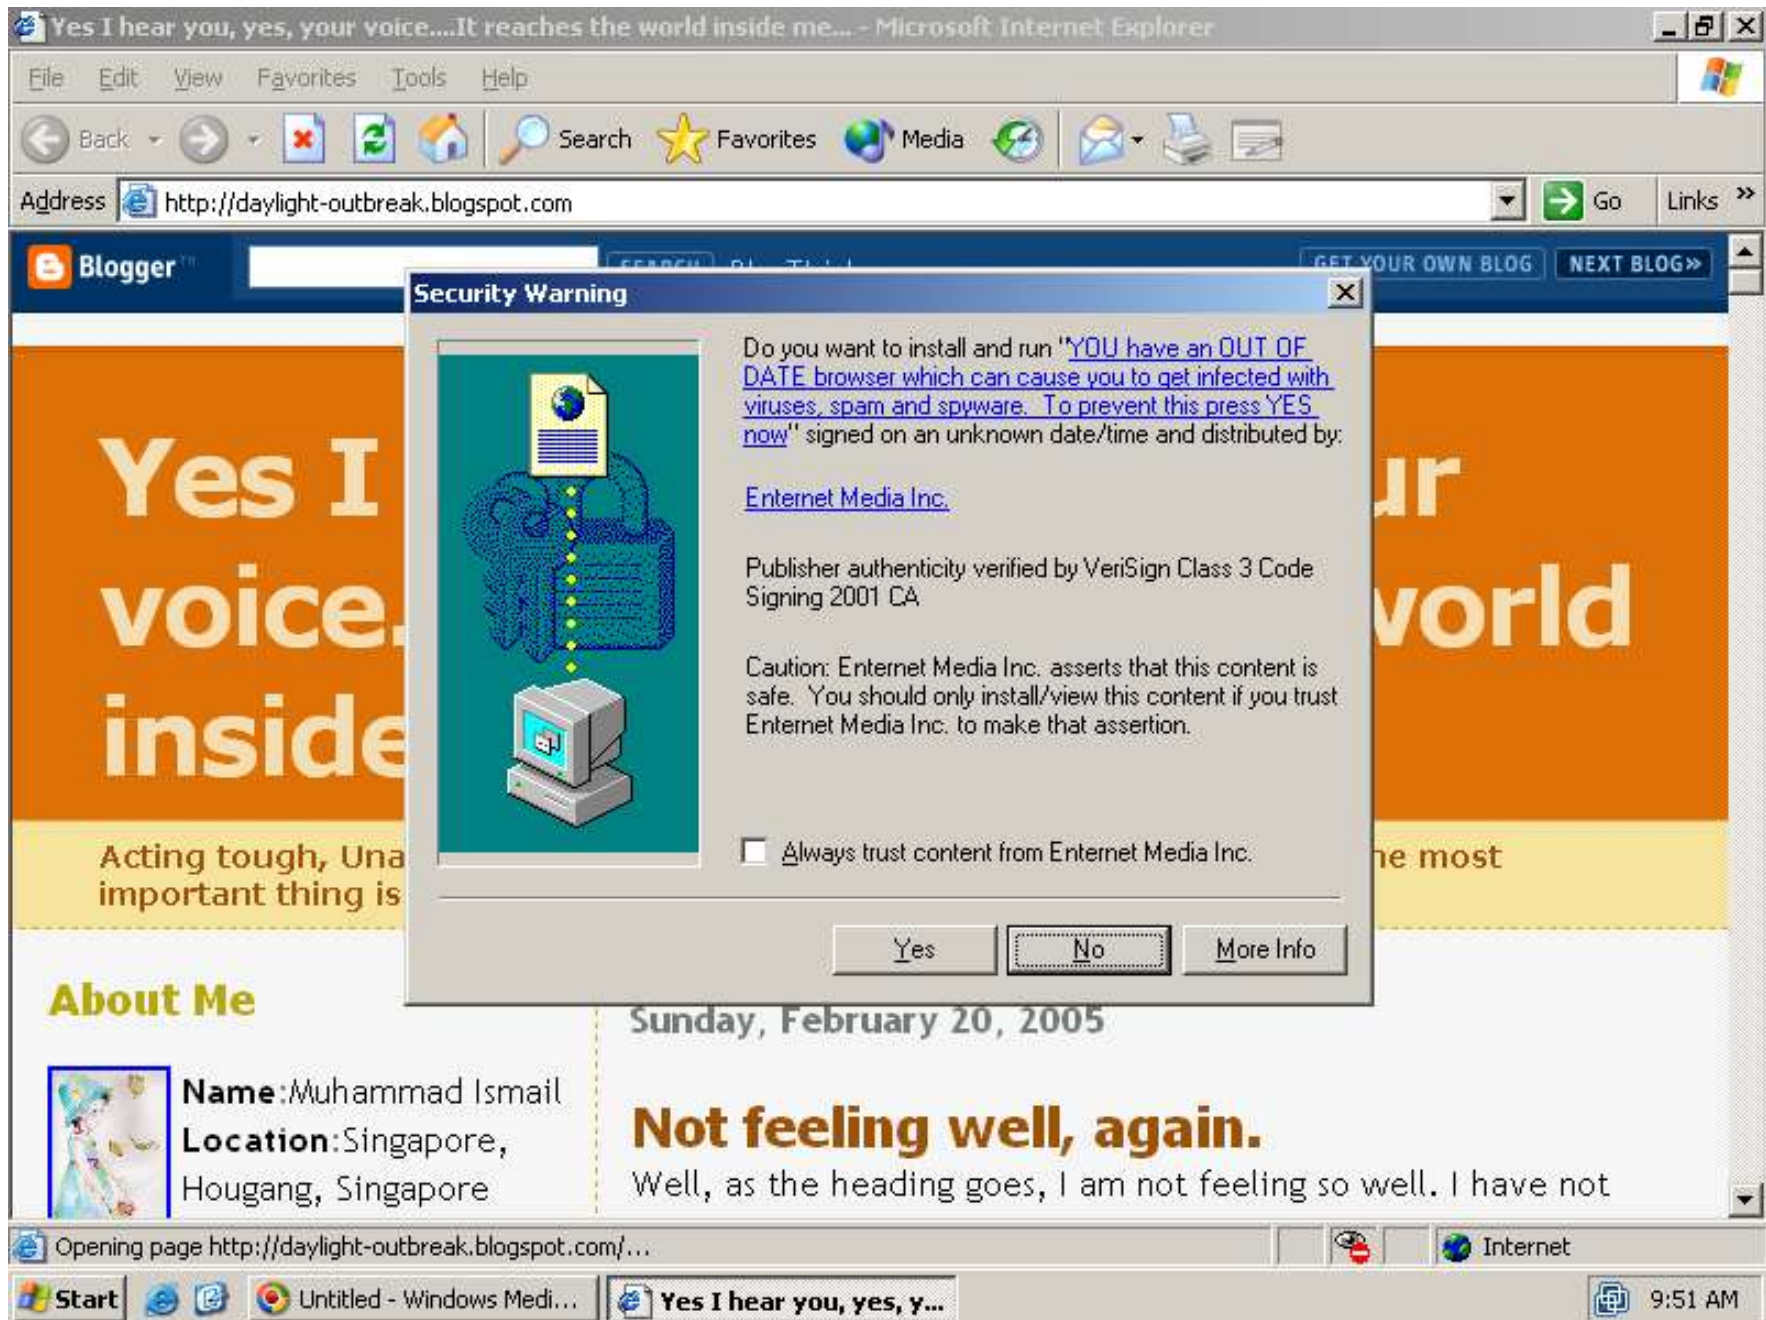 Yes I hear you, yes, your voice....It reaches the world inside me... - Microsoft Internet Explorer
File Edit View Favorites Tools Help
Back Search Favorites Media
Address http://daylight-outbreak.blogspot.com Go Links »
Blogger™ SEARCH GET YOUR OWN BLOG NEXT BLOG»
Security Warning
Do you want to install and run "YOU have an OUT OF
DATE browser which can cause you to get infected with
viruses, spam and spyware. To prevent this press YES
now" signed on an unknown date/time and distributed by:
Enternet Media Inc.
Publisher authenticity verified by VeriSign Class 3 Code
Signing 2001 CA
Caution: Enternet Media Inc. asserts that this content is
safe. You should only install/view this content if you trust
Enternet Media Inc. to make that assertion.
Always trust content from Enternet Media Inc.
Yes No More Info
Yes I ur
voice. world
inside
Acting tough, Una he most
important thing is
About Me
Name:Muhammad Ismail
Location:Singapore,
Hougang, Singapore
Sunday, February 20, 2005
Not feeling well, again.
Well, as the heading goes, I am not feeling so well. I have not
Opening page http://daylight-outbreak.blogspot.com/... Internet
Start Untitled - Windows Medi... Yes I hear you, yes, y... 9:51 AM